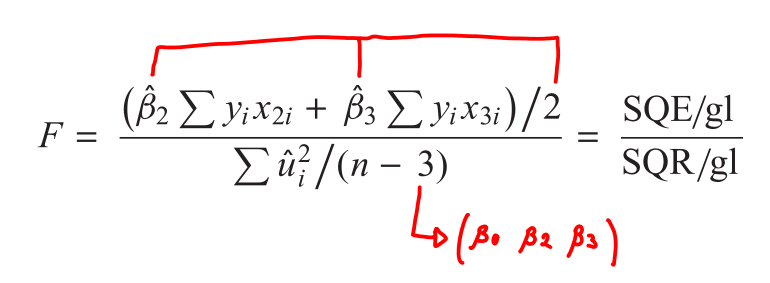 F = (β̂₂ ∑ yᵢx₂ᵢ + β̂₃ ∑ yᵢx₃ᵢ)/2 / ∑ ûᵢ²/(n − 3) = SQE/gl / SQR/gl
(β₀ β₂ β₃)